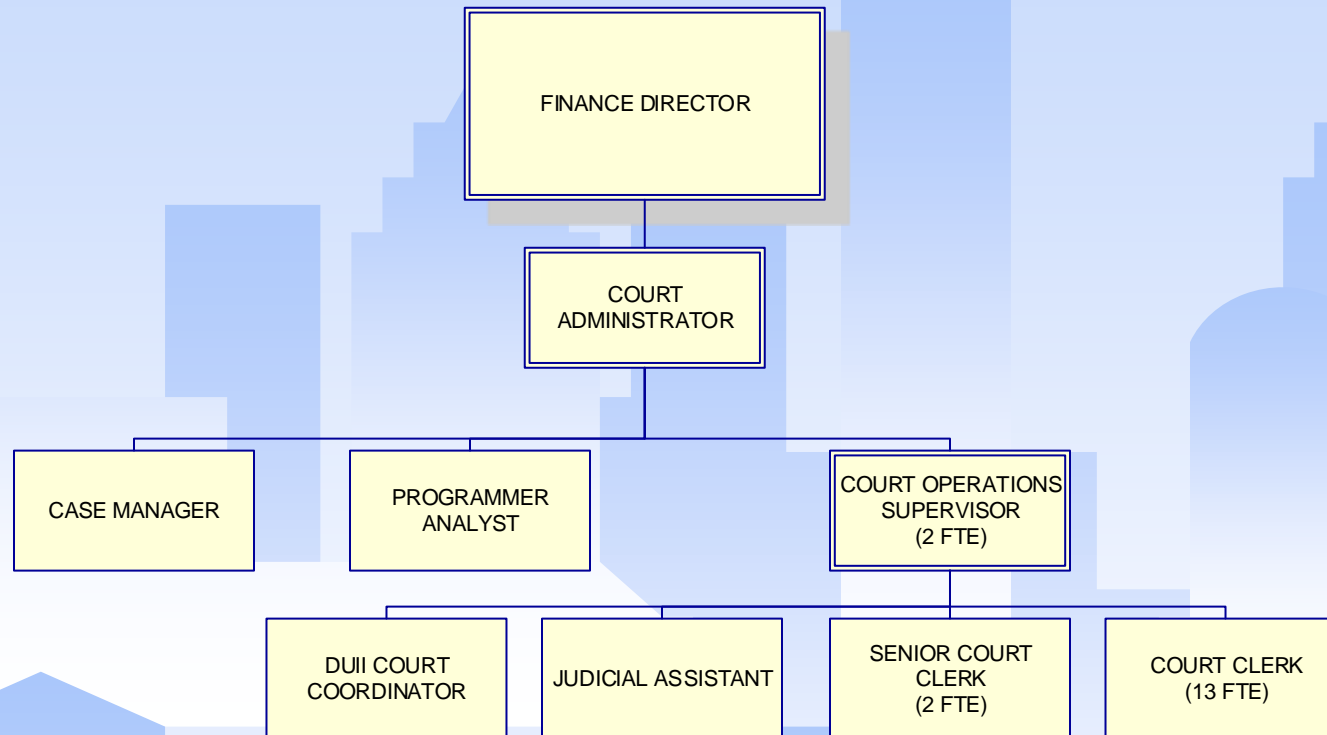 FINANCE DIRECTOR
COURT
ADMINISTRATOR
CASE MANAGER
PROGRAMMER
ANALYST
COURT OPERATIONS
SUPERVISOR
(2 FTE)
DUII COURT
COORDINATOR
JUDICIAL ASSISTANT
SENIOR COURT
CLERK
(2 FTE)
COURT CLERK
(13 FTE)